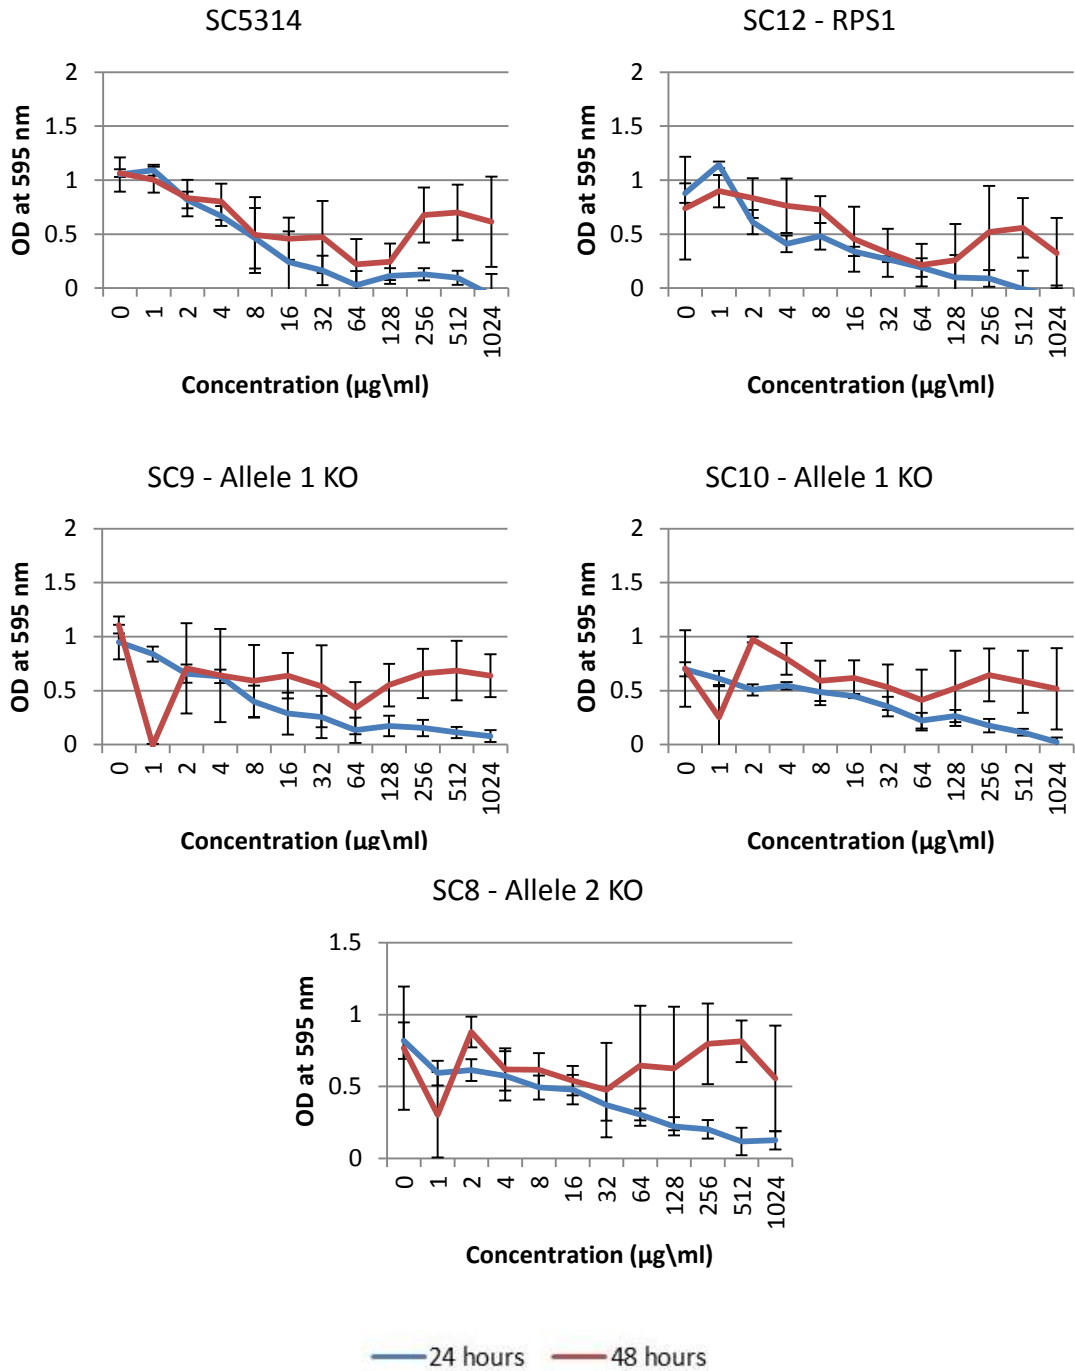 SC5314
2
1.5
1
0.5
0
OD at 595 nm
0 1 2 4 8 16 32 64 128 256 512 1024
Concentration (µg\ml)
SC12 - RPS1
2
1.5
1
0.5
0
OD at 595 nm
0 1 2 4 8 16 32 64 128 256 512 1024
Concentration (µg\ml)
SC9 - Allele 1 KO
2
1.5
1
0.5
0
OD at 595 nm
0 1 2 4 8 16 32 64 128 256 512 1024
Concentration (µg\ml)
SC10 - Allele 1 KO
2
1.5
1
0.5
0
OD at 595 nm
0 1 2 4 8 16 32 64 128 256 512 1024
Concentration (µg\ml)
SC8 - Allele 2 KO
1.5
1
0.5
0
OD at 595 nm
0 1 2 4 8 16 32 64 128 256 512 1024
Concentration (µg\ml)
24 hours 48 hours